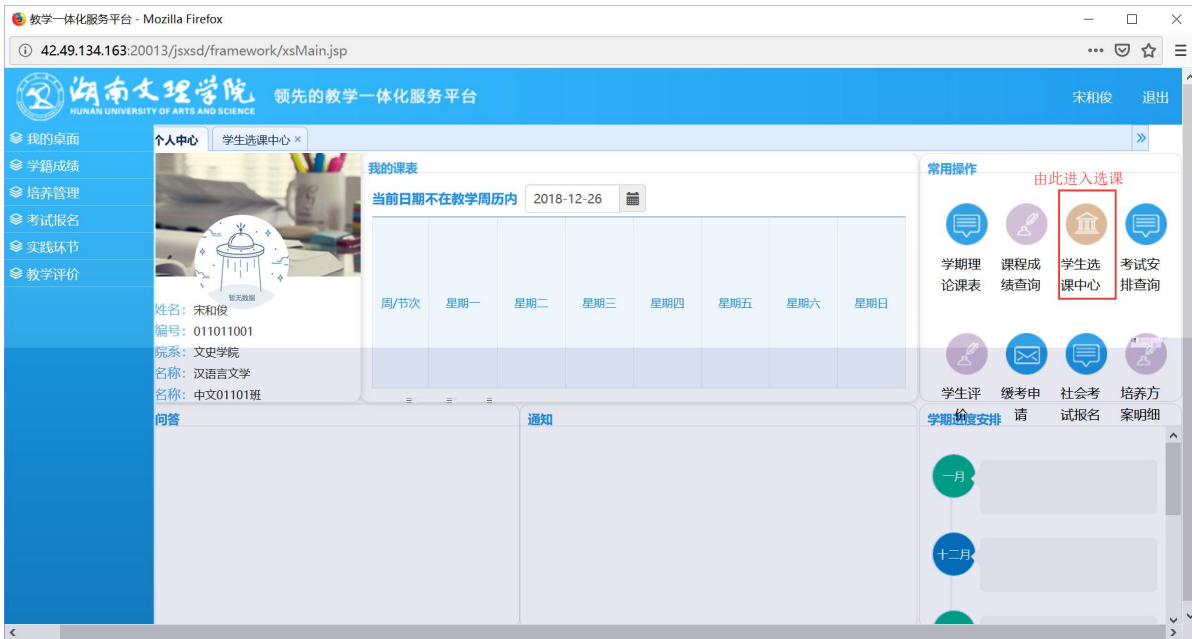 教学一体化服务平台 - Mozilla Firefox
42.49.134.163:20013/jsxsd/framework/xsMain.jsp
湖南文理学院
HUNAN UNIVERSITY OF ARTS AND SCIENCE
领先的教学一体化服务平台
宋和俊 退出
我的桌面
学籍成绩
培养管理
考试报名
实践环节
教学评价
个人中心 学生选课中心 ×
暂无数据
姓名：宋和俊
编号：011011001
院系：文史学院
名称：汉语言文学
名称：中文01101班
我的课表
当前日期不在教学周历内 2018-12-26
周/节次 星期一 星期二 星期三 星期四 星期五 星期六 星期日
常用操作
由此进入选课
学期理论课表
课程成绩查询
学生选课中心
考试安排查询
学生评价
缓考申请
社会考试报名
培养方案明细
问答
通知
学期进度安排
一月
十二月